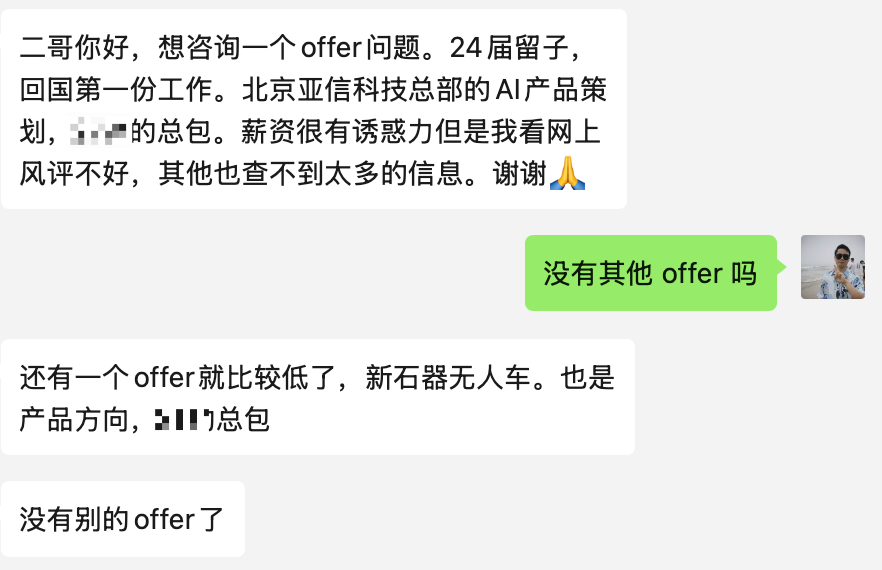 二哥你好，想咨询一个offer问题。24届留子，
回国第一份工作。北京亚信科技总部的AI产品策
划，的总包。薪资很有诱惑力但是我看网上
风评不好，其他也查不到太多的信息。谢谢🙏
没有其他 offer 吗
还有一个offer就比较低了，新石器无人车。也是
产品方向，总包
没有别的offer了